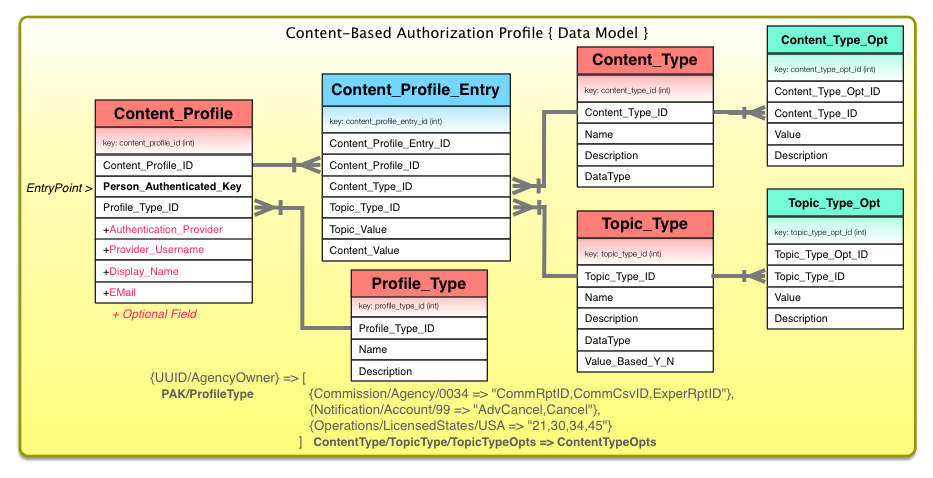 Content-Based Authorization Profile { Data Model }
Content_Profile
key: content_profile_id (int)
Content_Profile_ID
EntryPoint >
Person_Authenticated_Key
Profile_Type_ID
+Authentication_Provider
+Provider_Username
+Display_Name
+EMail
+ Optional Field
Content_Profile_Entry
key: content_profile_entry_id (int)
Content_Profile_Entry_ID
Content_Profile_ID
Content_Type_ID
Topic_Type_ID
Topic_Value
Content_Value
Profile_Type
key: profile_type_id (int)
Profile_Type_ID
Name
Description
Content_Type
key: content_type_id (int)
Content_Type_ID
Name
Description
DataType
Topic_Type
key: topic_type_id (int)
Topic_Type_ID
Name
Description
DataType
Value_Based_Y_N
Content_Type_Opt
key: content_type_opt_id (int)
Content_Type_Opt_ID
Content_Type_ID
Value
Description
Topic_Type_Opt
key: topic_type_opt_id (int)
Topic_Type_Opt_ID
Topic_Type_ID
Value
Description
{UUID/AgencyOwner} => [
PAK/ProfileType
{Commission/Agency/0034 => "CommRptID,CommCsvID,ExperRptID"},
{Notification/Account/99 => "AdvCancel,Cancel"},
{Operations/LicensedStates/USA => "21,30,34,45"}
] ContentType/TopicType/TopicTypeOpts => ContentTypeOpts